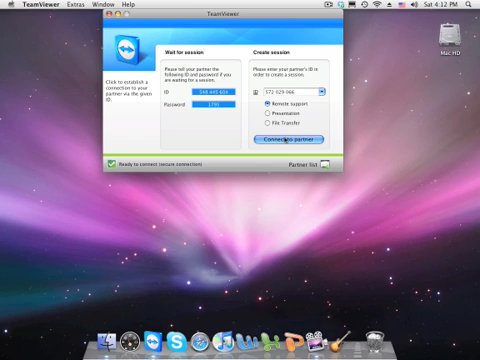 TeamViewer Extras Window Help
Sat 4:12 PM
TeamViewer
Mac HD
Wait for session
Please tell your partner the
following ID and password if you
are waiting for a session.
ID
548 445 604
Password
1796
Create session
Please enter your partner's ID in
order to create a session.
ID
572 029 066
Remote support
Presentation
File Transfer
Connect to partner
Click to establish a
connection to your
partner via the given
ID.
Ready to connect (secure connection)
Partner list